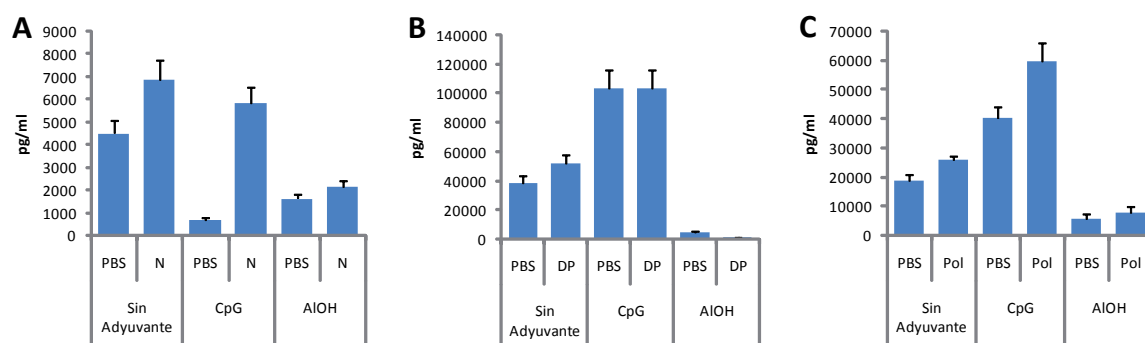 A
pg/ml
9000
8000
7000
6000
5000
4000
3000
2000
1000
0
PBS N PBS N PBS N
Sin Adyuvante CpG AlOH
B
pg/ml
140000
120000
100000
80000
60000
40000
20000
0
PBS DP PBS DP PBS DP
Sin Adyuvante CpG AlOH
C
pg/ml
70000
60000
50000
40000
30000
20000
10000
0
PBS Pol PBS Pol PBS Pol
Sin Adyuvante CpG AlOH